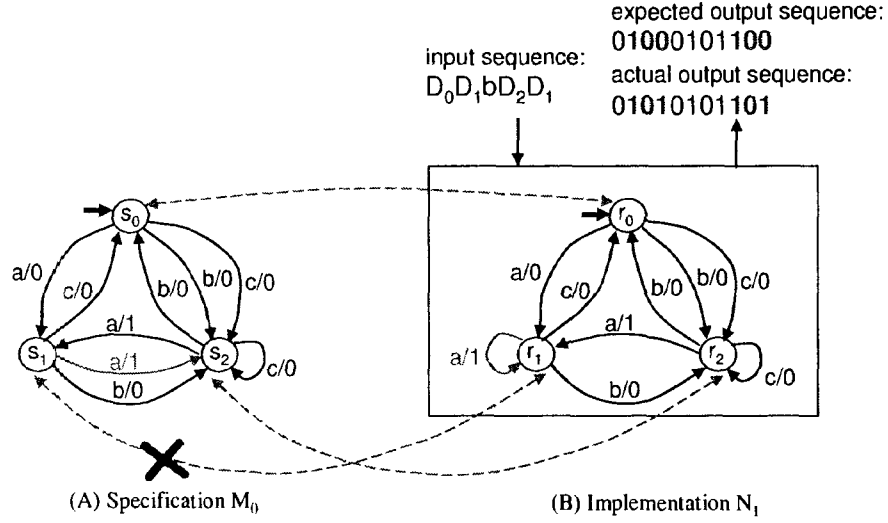 expected output sequence:
01000101100
input sequence:
D₀D₁bD₂D₁
actual output sequence:
01010101101
s₀
a/0
c/0
b/0
b/0
c/0
a/1
s₁
a/1
s₂
b/0
c/0
r₀
a/0
c/0
b/0
b/0
c/0
a/1
a/1
r₁
r₂
b/0
c/0
(A) Specification M₀
(B) Implementation N₁